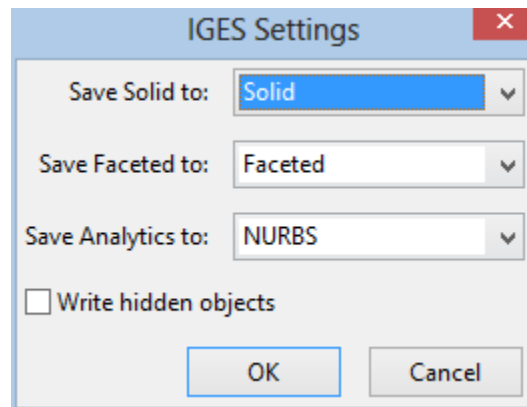 IGES Settings
Save Solid to: Solid
Save Faceted to: Faceted
Save Analytics to: NURBS
Write hidden objects
OK Cancel